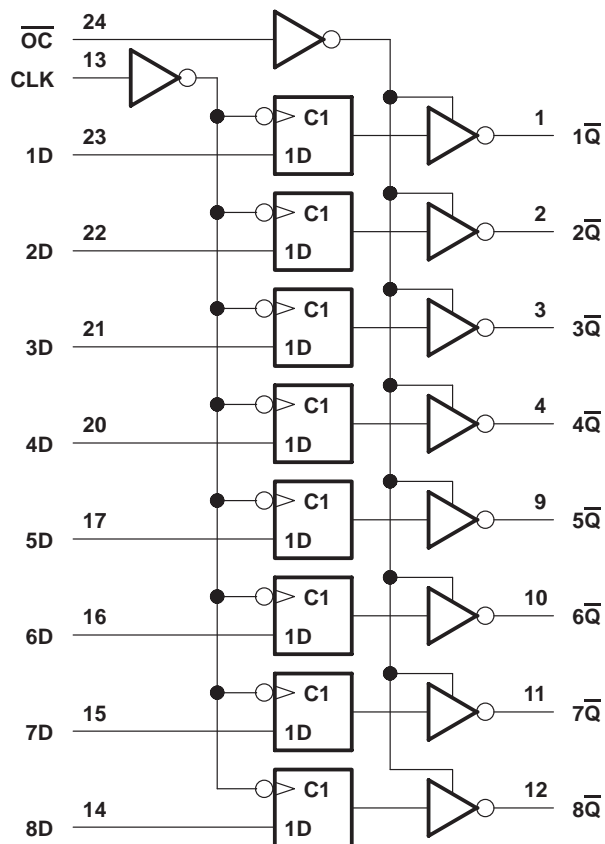 O̅C̅ 24
CLK 13
C1 1
1D 23 1D 1Q̅
C1 2
2D 22 1D 2Q̅
C1 3
3D 21 1D 3Q̅
C1 4
4D 20 1D 4Q̅
C1 9
5D 17 1D 5Q̅
C1 10
6D 16 1D 6Q̅
C1 11
7D 15 1D 7Q̅
C1 12
8D 14 1D 8Q̅